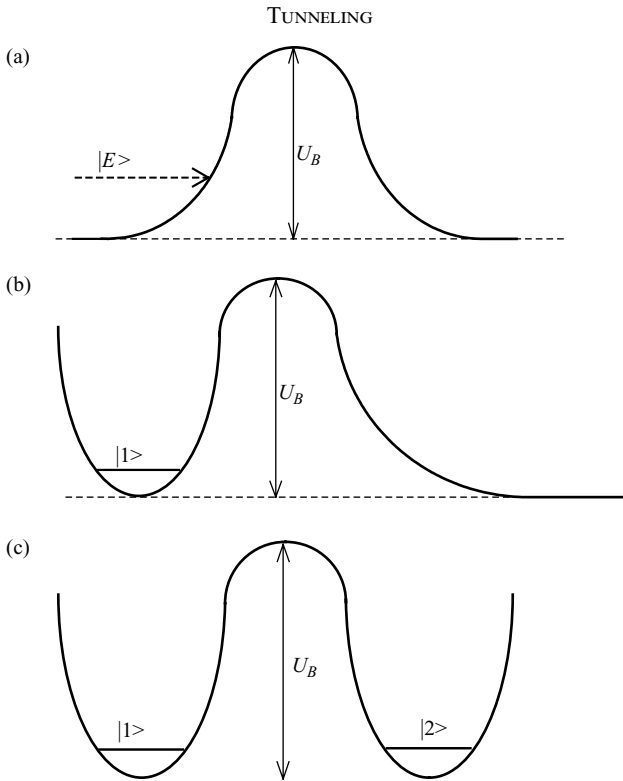 TUNNELING
(a)
|E>
U_B
(b)
U_B
|1>
(c)
U_B
|1>
|2>